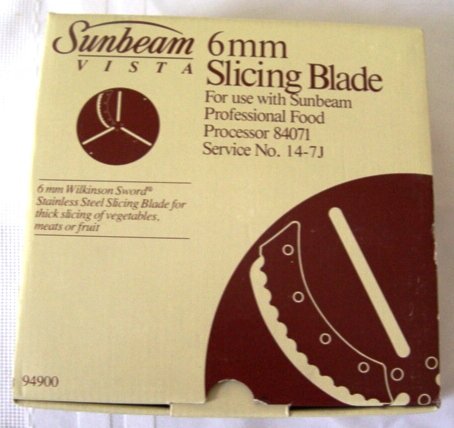 Sunbeam
VISTA
6mm
Slicing Blade
For use with Sunbeam
Professional Food
Processor 84071
Service No. 14-7J
6 mm Wilkinson Sword®
Stainless Steel Slicing Blade for
thick slicing of vegetables,
meats or fruit
94900